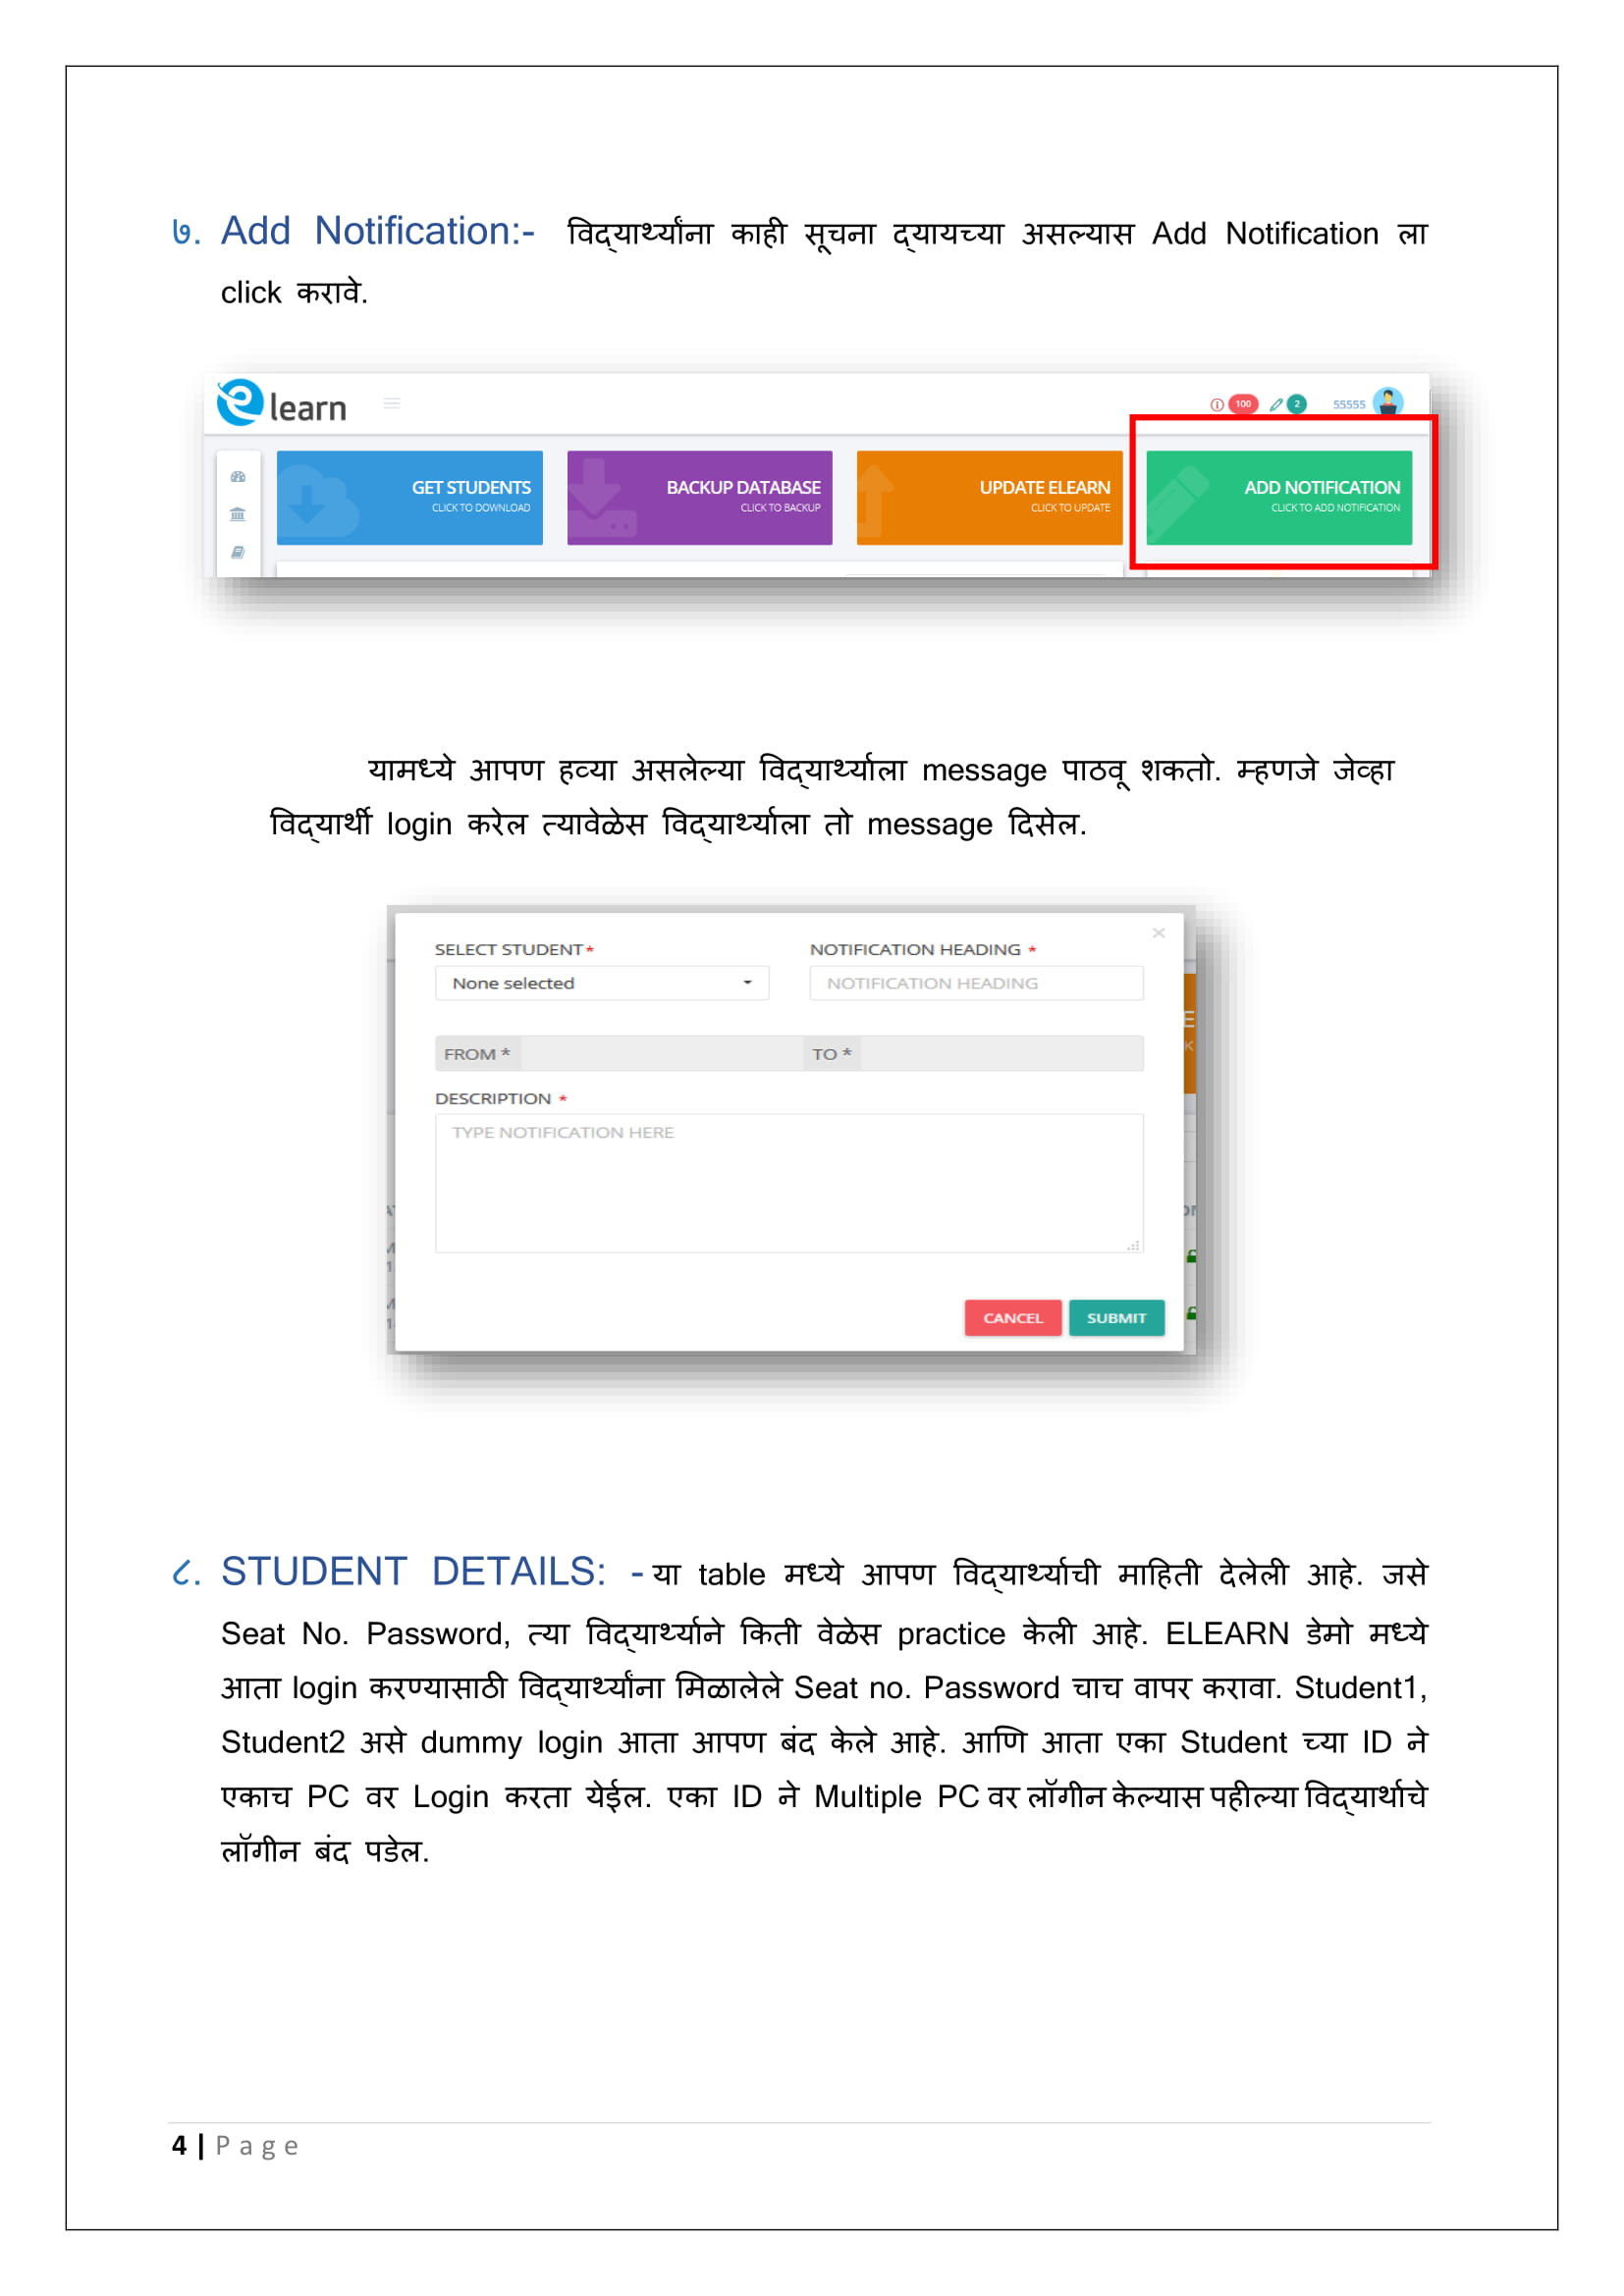 ७. Add Notification:- विद्यार्थ्यांना काही सूचना द्यायच्या असल्यास Add Notification ला
click करावे.
e learn
100 2 55555
GET STUDENTS
CLICK TO DOWNLOAD
BACKUP DATABASE
CLICK TO BACKUP
UPDATE ELEARN
CLICK TO UPDATE
ADD NOTIFICATION
CLICK TO ADD NOTIFICATION
यामध्ये आपण हव्या असलेल्या विद्यार्थ्याला message पाठवू शकतो. म्हणजे जेव्हा
विद्यार्थी login करेल त्यावेळेस विद्यार्थ्याला तो message दिसेल.
×
SELECT STUDENT* NOTIFICATION HEADING *
None selected NOTIFICATION HEADING
FROM * TO *
DESCRIPTION *
TYPE NOTIFICATION HERE
CANCEL SUBMIT
८. STUDENT DETAILS: - या table मध्ये आपण विद्यार्थ्याची माहिती देलेली आहे. जसे
Seat No. Password, त्या विद्यार्थ्याने किती वेळेस practice केली आहे. ELEARN डेमो मध्ये
आता login करण्यासाठी विद्यार्थ्यांना मिळालेले Seat no. Password चाच वापर करावा. Student1,
Student2 असे dummy login आता आपण बंद केले आहे. आणि आता एका Student च्या ID ने
एकाच PC वर Login करता येईल. एका ID ने Multiple PC वर लॉगीन केल्यास पहील्या विद्यार्थाचे
लॉगीन बंद पडेल.
4 | Page